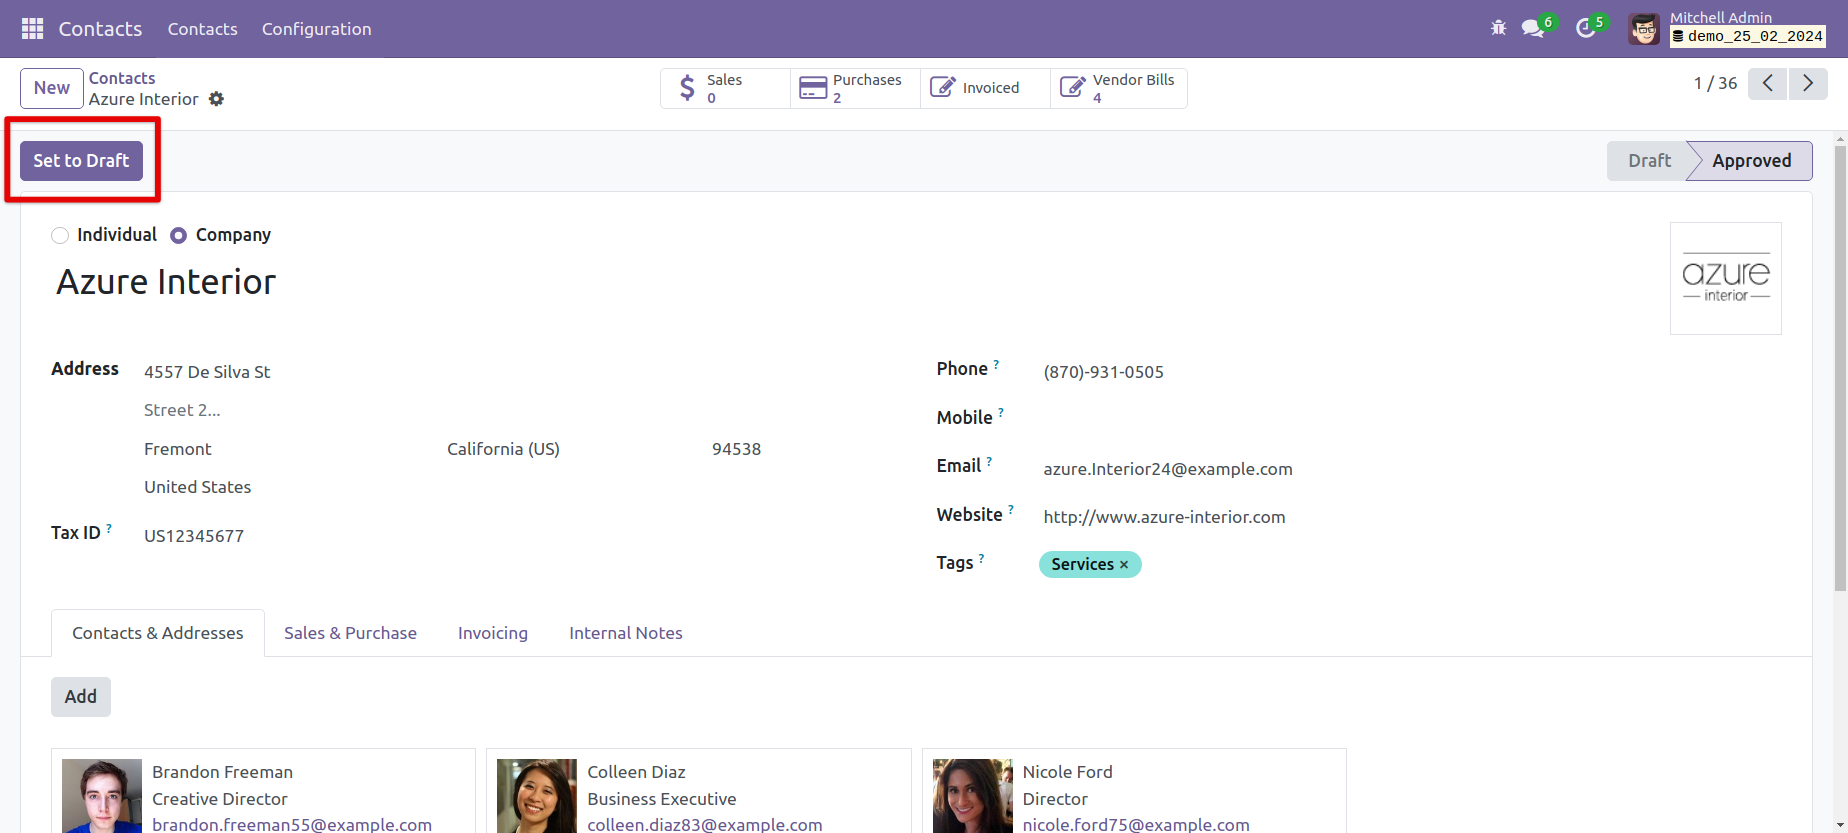 Contacts Contacts Configuration 6 5 Mitchell Admin
demo_25_02_2024
New Contacts
Azure Interior
Sales
0
Purchases
2
Invoiced
Vendor Bills
4
1 / 36
Set to Draft
Draft Approved
Individual Company
Azure Interior
azure
interior
Address 4557 De Silva St
Street 2...
Fremont California (US) 94538
United States
Tax ID ? US12345677
Phone ? (870)-931-0505
Mobile ?
Email ? azure.Interior24@example.com
Website ? http://www.azure-interior.com
Tags ? Services ×
Contacts & Addresses Sales & Purchase Invoicing Internal Notes
Add
Brandon Freeman
Creative Director
brandon.freeman55@example.com
Colleen Diaz
Business Executive
colleen.diaz83@example.com
Nicole Ford
Director
nicole.ford75@example.com